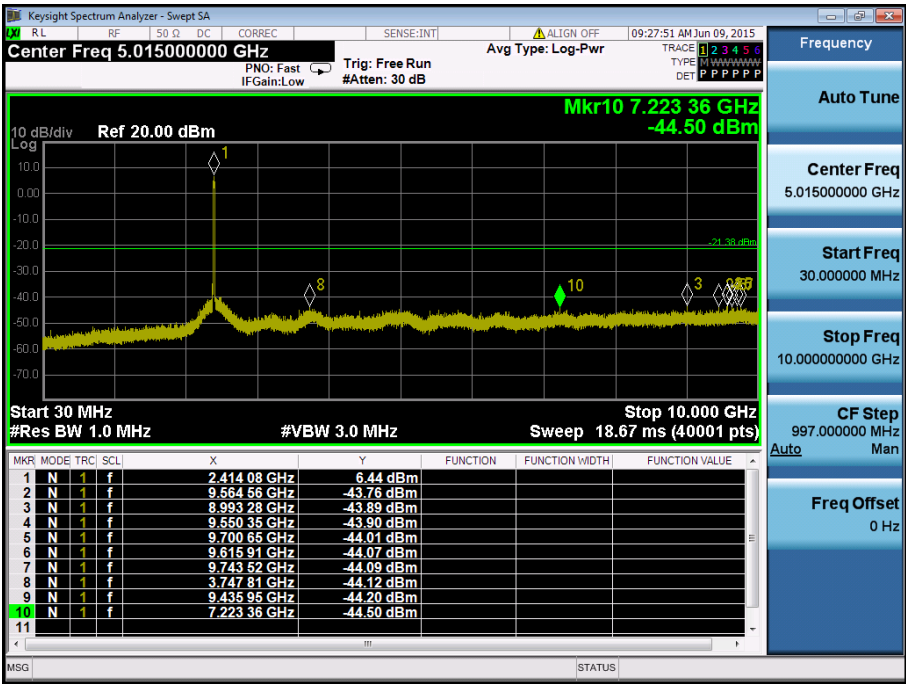 Keysight Spectrum Analyzer - Swept SA
LXI RL RF 50 Ω DC CORREC SENSE:INT ALIGN OFF 09:27:51 AM Jun 09, 2015
Center Freq 5.015000000 GHz
PNO: Fast
IFGain:Low
Trig: Free Run
#Atten: 30 dB
Avg Type: Log-Pwr
TRACE 1 2 3 4 5 6
TYPE M WWWWW
DET P P P P P P
Mkr10 7.223 36 GHz
-44.50 dBm
10 dB/div Ref 20.00 dBm
Log
10.0
0.00
-10.0
-20.0
-30.0
-40.0
-50.0
-60.0
-70.0
-21.38 dBm
1
8
10
3
Start 30 MHz
Stop 10.000 GHz
#Res BW 1.0 MHz #VBW 3.0 MHz Sweep 18.67 ms (40001 pts)
MKR MODE TRC SCL X Y FUNCTION FUNCTION WIDTH FUNCTION VALUE
1 N 1 f 2.414 08 GHz 6.44 dBm
2 N 1 f 9.564 56 GHz -43.76 dBm
3 N 1 f 8.993 28 GHz -43.89 dBm
4 N 1 f 9.550 35 GHz -43.90 dBm
5 N 1 f 9.700 65 GHz -44.01 dBm
6 N 1 f 9.615 91 GHz -44.07 dBm
7 N 1 f 9.743 52 GHz -44.09 dBm
8 N 1 f 3.747 81 GHz -44.12 dBm
9 N 1 f 9.435 95 GHz -44.20 dBm
10 N 1 f 7.223 36 GHz -44.50 dBm
11
MSG STATUS
Frequency
Auto Tune
Center Freq
5.015000000 GHz
Start Freq
30.000000 MHz
Stop Freq
10.000000000 GHz
CF Step
997.000000 MHz
Auto Man
Freq Offset
0 Hz